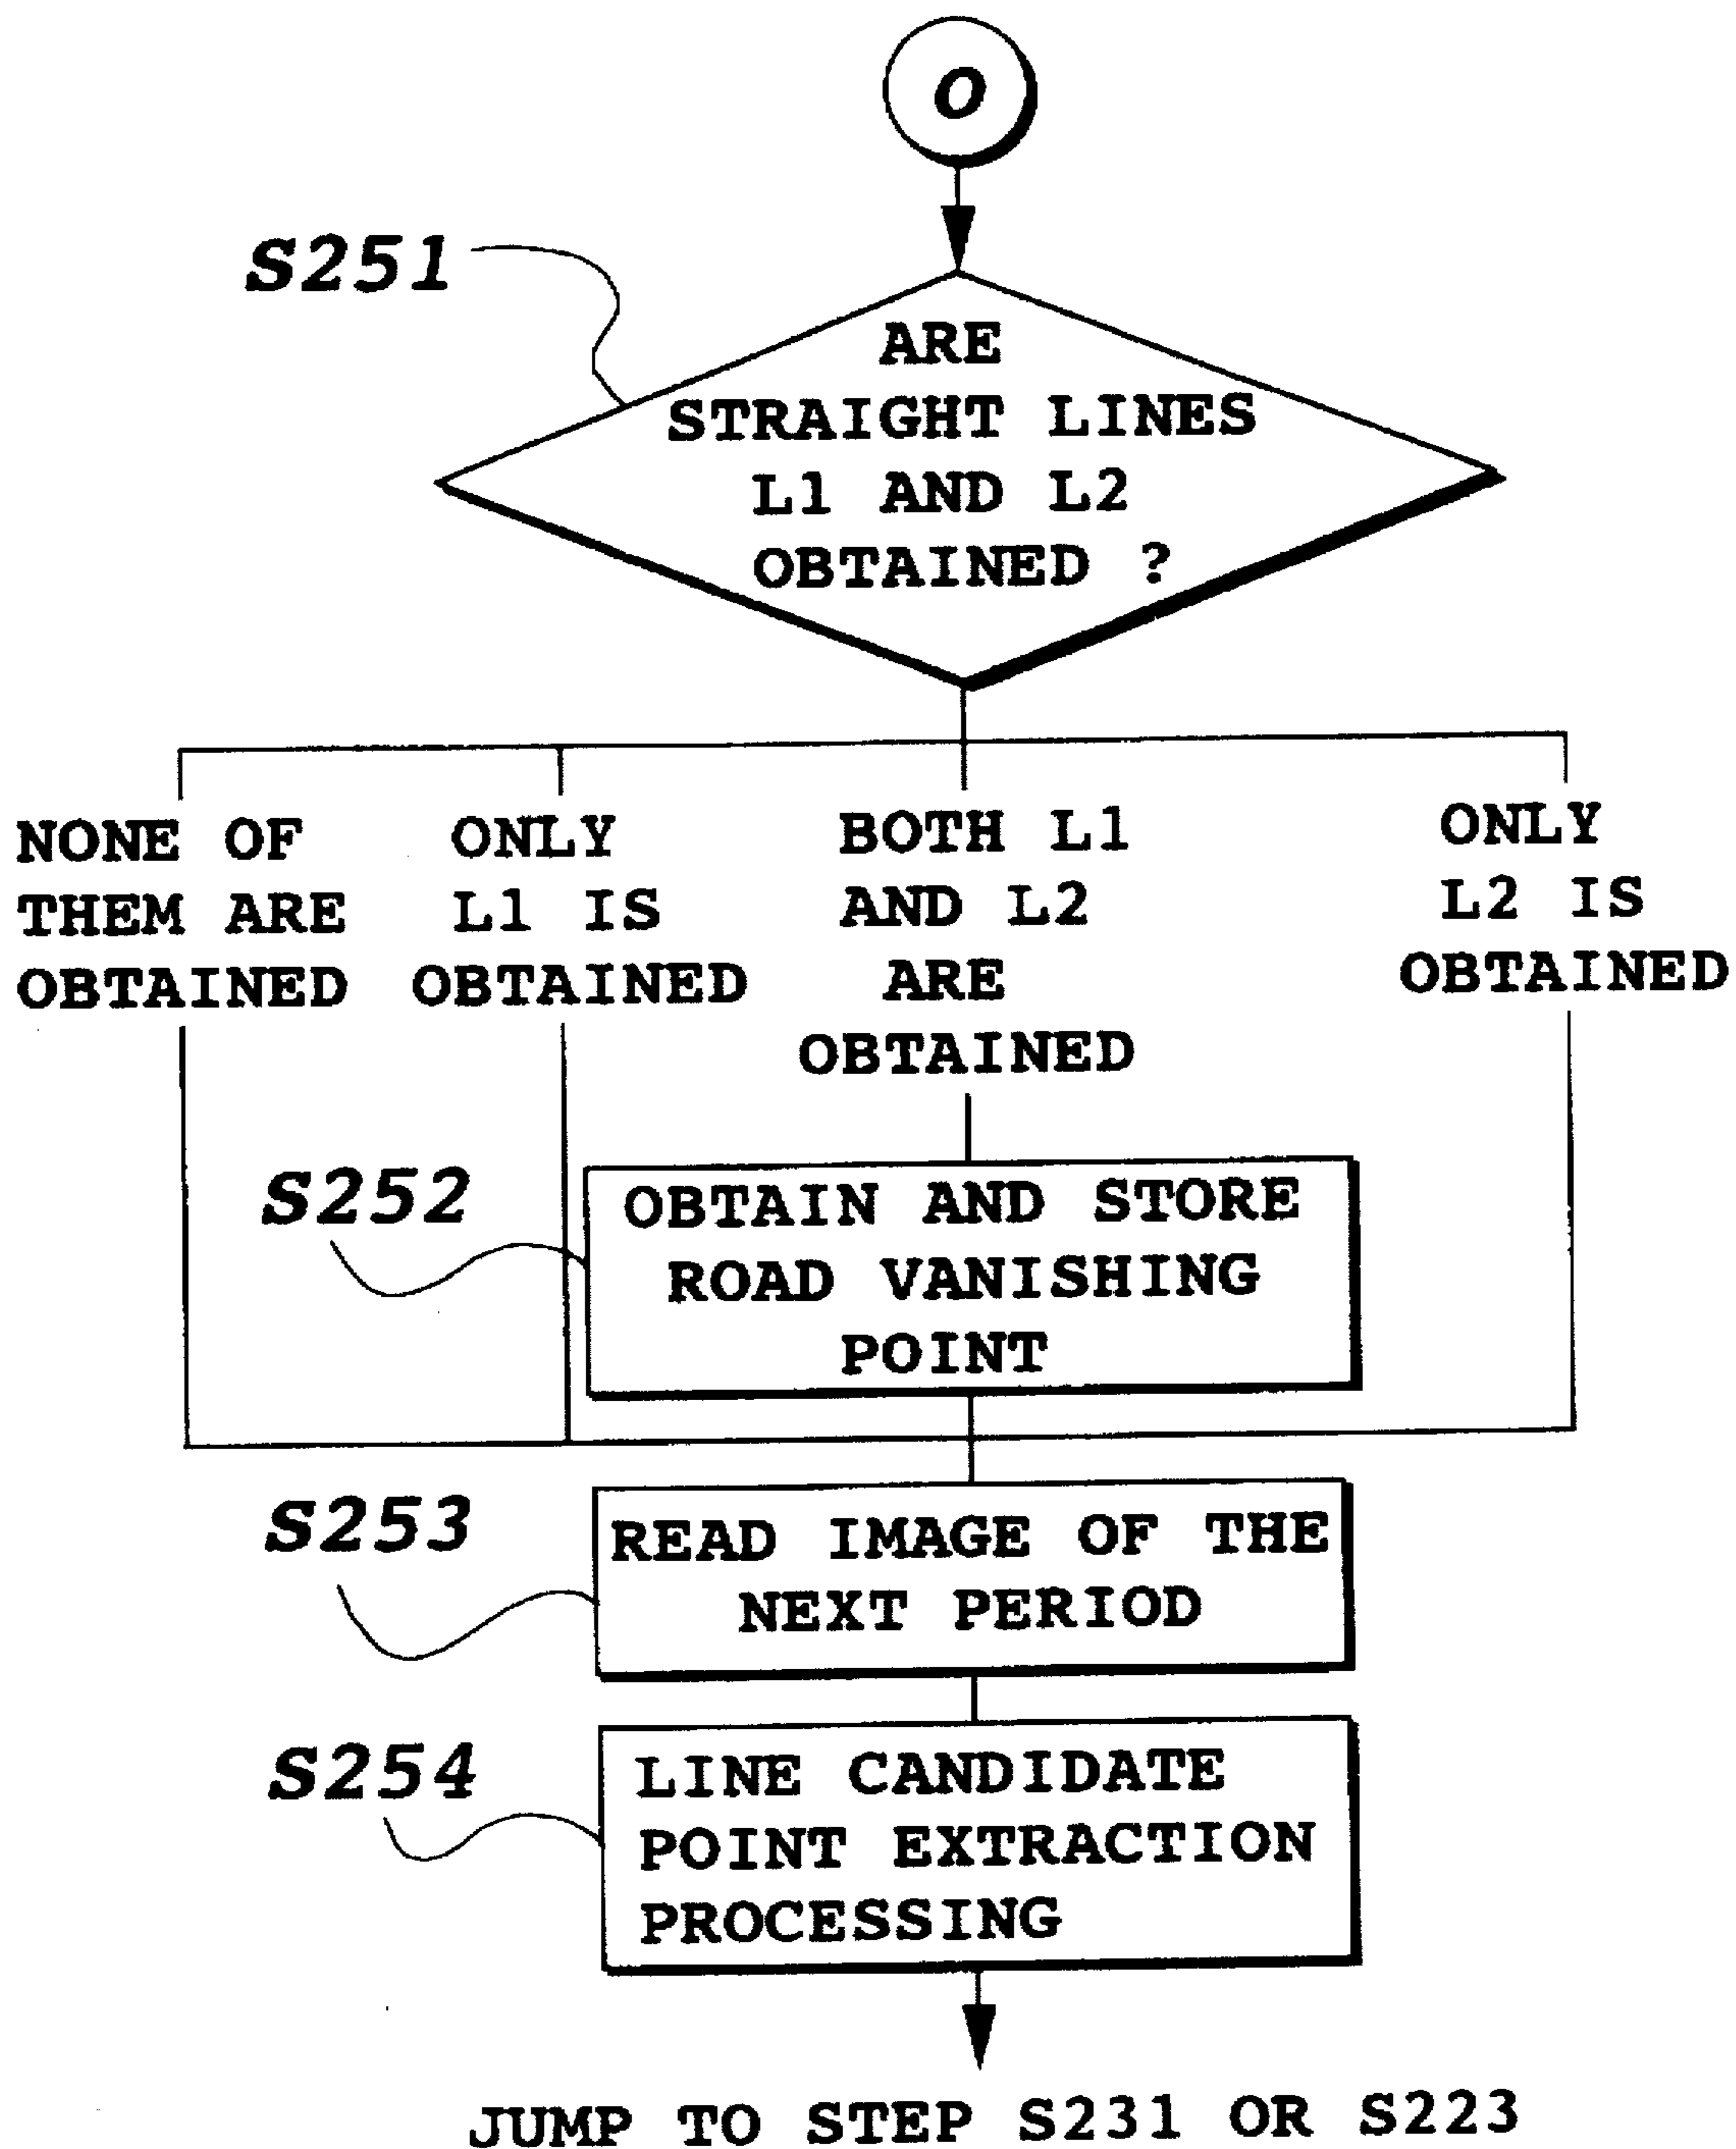 O
S251
ARE
STRAIGHT LINES
L1 AND L2
OBTAINED ?
NONE OF
THEM ARE
OBTAINED
ONLY
L1 IS
OBTAINED
BOTH L1
AND L2
ARE
OBTAINED
ONLY
L2 IS
OBTAINED
S252
OBTAIN AND STORE
ROAD VANISHING
POINT
S253
READ IMAGE OF THE
NEXT PERIOD
S254
LINE CANDIDATE
POINT EXTRACTION
PROCESSING
JUMP TO STEP S231 OR S223